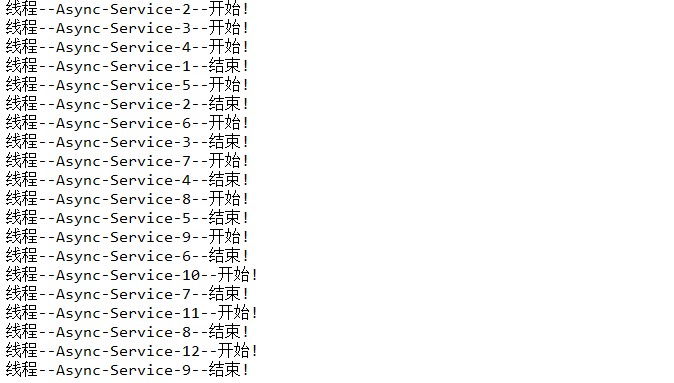 线程--Async-Service-2--开始!
线程--Async-Service-3--开始!
线程--Async-Service-4--开始!
线程--Async-Service-1--结束!
线程--Async-Service-5--开始!
线程--Async-Service-2--结束!
线程--Async-Service-6--开始!
线程--Async-Service-3--结束!
线程--Async-Service-7--开始!
线程--Async-Service-4--结束!
线程--Async-Service-8--开始!
线程--Async-Service-5--结束!
线程--Async-Service-9--开始!
线程--Async-Service-6--结束!
线程--Async-Service-10--开始!
线程--Async-Service-7--结束!
线程--Async-Service-11--开始!
线程--Async-Service-8--结束!
线程--Async-Service-12--开始!
线程--Async-Service-9--结束!